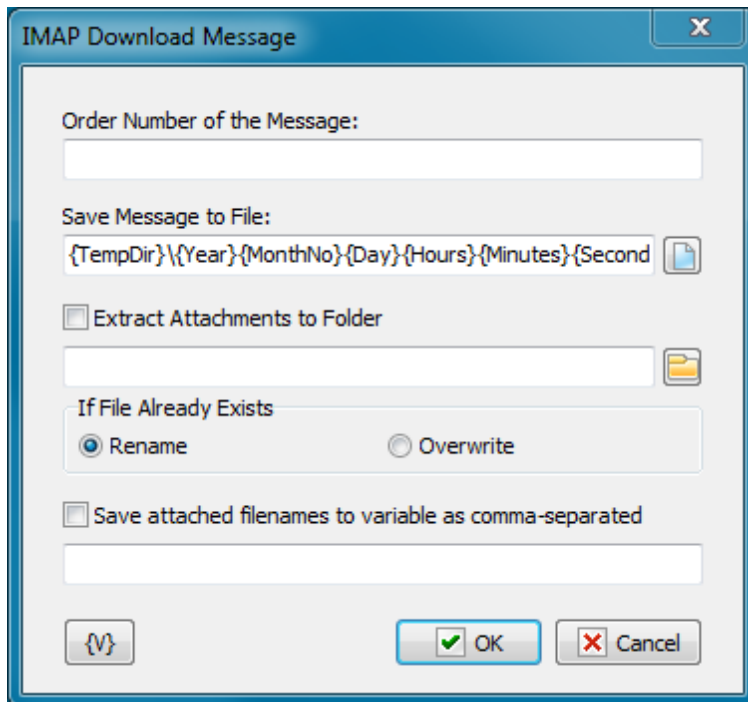 IMAP Download Message
Order Number of the Message:
Save Message to File:
{TempDir}\{Year}{MonthNo}{Day}{Hours}{Minutes}{Second
Extract Attachments to Folder
If File Already Exists
Rename Overwrite
Save attached filenames to variable as comma-separated
{V} OK Cancel